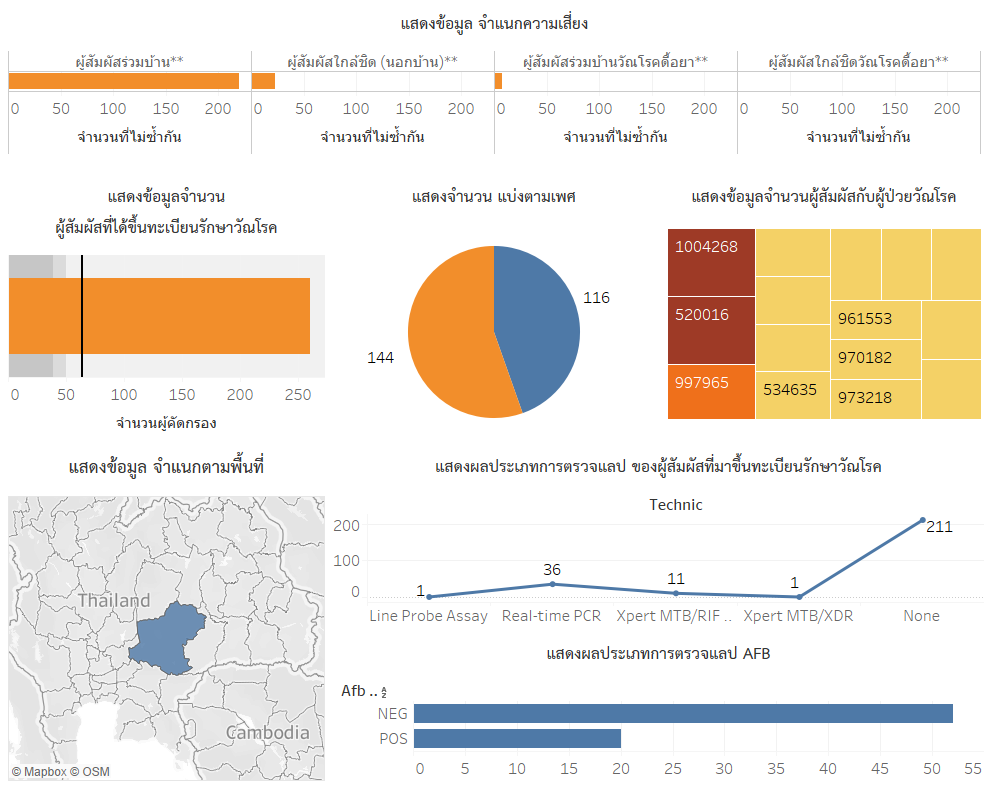 แสดงข้อมูล จำแนกความเสี่ยง
ผู้สัมผัสร่วมบ้าน**
ผู้สัมผัสใกล้ชิด (นอกบ้าน)**
ผู้สัมผัสร่วมบ้านวัณโรคดื้อยา**
ผู้สัมผัสใกล้ชิดวัณโรคดื้อยา**
0 50 100 150 200 0 50 100 150 200 0 50 100 150 200 0 50 100 150 200
จำนวนที่ไม่ซ้ำกัน จำนวนที่ไม่ซ้ำกัน จำนวนที่ไม่ซ้ำกัน จำนวนที่ไม่ซ้ำกัน
แสดงข้อมูลจำนวน
ผู้สัมผัสที่ได้ขึ้นทะเบียนรักษาวัณโรค
0 50 100 150 200 250
จำนวนผู้คัดกรอง
แสดงจำนวน แบ่งตามเพศ
116
144
แสดงข้อมูลจำนวนผู้สัมผัสกับผู้ป่วยวัณโรค
1004268
520016
997965
534635
961553
970182
973218
แสดงข้อมูล จำแนกตามพื้นที่
Thailand
Cambodia
© Mapbox © OSM
แสดงผลประเภทการตรวจแลป ของผู้สัมผัสที่มาขึ้นทะเบียนรักษาวัณโรค
Technic
200
100
0
1 36 11 1 211
Line Probe Assay Real-time PCR Xpert MTB/RIF .. Xpert MTB/XDR None
แสดงผลประเภทการตรวจแลป AFB
Afb ..
NEG
POS
0 5 10 15 20 25 30 35 40 45 50 55